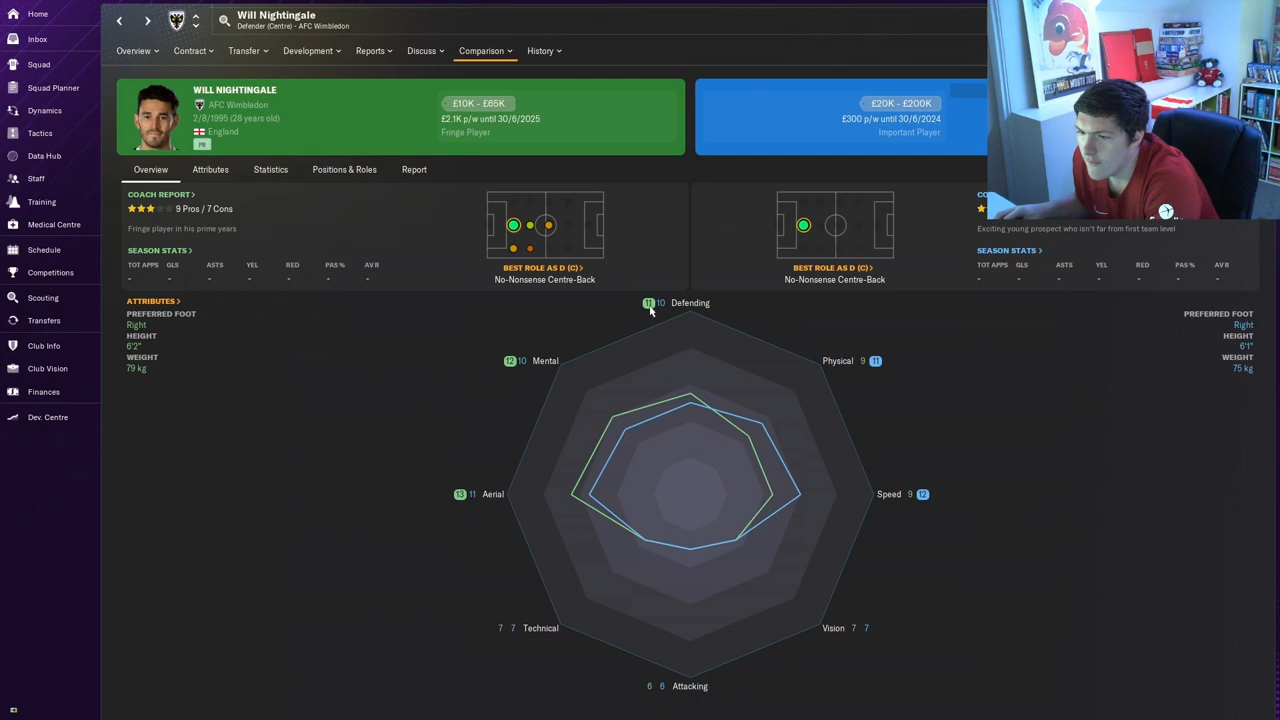 Will Nightingale
Defender (Centre) - AFC Wimbledon
Home
Inbox
Squad
Squad Planner
Dynamics
Tactics
Data Hub
Staff
Training
Medical Centre
Schedule
Competitions
Scouting
Transfers
Club Info
Club Vision
Finances
Dev. Centre
Overview Contract Transfer Development Reports Discuss Comparison History
WILL NIGHTINGALE
AFC Wimbledon
2/8/1995 (28 years old)
England
PR
£10K - £65K
£2.1K p/w until 30/6/2025
Fringe Player
£20K - £200K
£300 p/w until 30/6/2024
Important Player
Overview Attributes Statistics Positions & Roles Report
COACH REPORT >
9 Pros / 7 Cons
Fringe player in his prime years
SEASON STATS >
TOT APPS GLS ASTS YEL RED PAS % AVR
- - - - - - -
BEST ROLE AS D (C) >
No-Nonsense Centre-Back
BEST ROLE AS D (C) >
No-Nonsense Centre-Back
CO
Exciting young prospect who isn't far from first team level
SEASON STATS >
TOT APPS GLS ASTS YEL RED PAS % AVR
- - - - - - -
ATTRIBUTES >
PREFERRED FOOT
Right
HEIGHT
6'2"
WEIGHT
79 kg
11 10 Defending
12 10 Mental
Physical 9 11
13 11 Aerial
Speed 9 12
7 7 Technical
Vision 7 7
6 6 Attacking
PREFERRED FOOT
Right
HEIGHT
6'1"
WEIGHT
75 kg